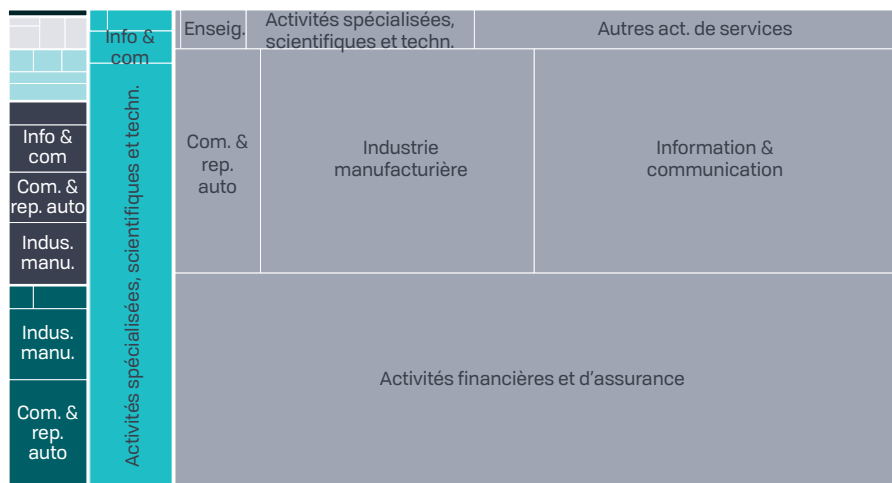 Info &
com
Com. &
rep. auto
Indus.
manu.
Indus.
manu.
Com. &
rep.
auto
Info &
com
Activités spécialisées, scientifiques et techn.
Enseig.
Activités spécialisées,
scientifiques et techn.
Autres act. de services
Com. &
rep.
auto
Industrie
manufacturière
Information &
communication
Activités financières et d'assurance